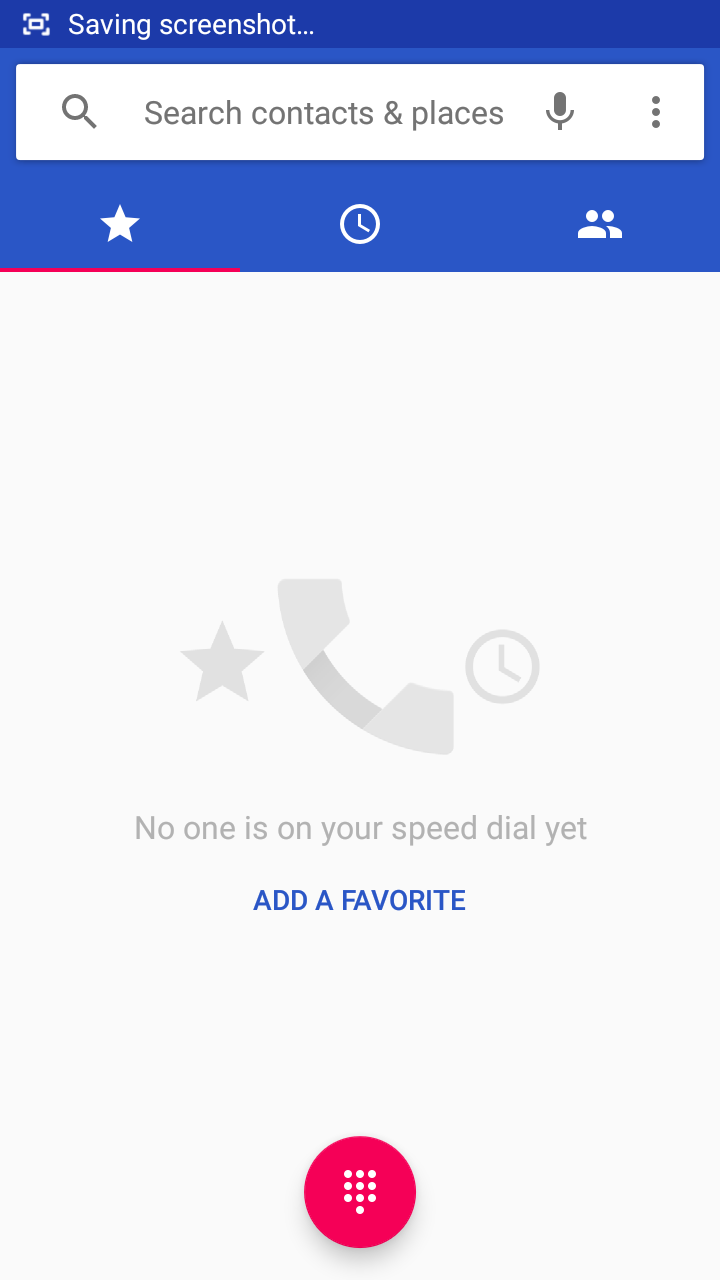 Saving screenshot...
Search contacts & places
No one is on your speed dial yet
ADD A FAVORITE